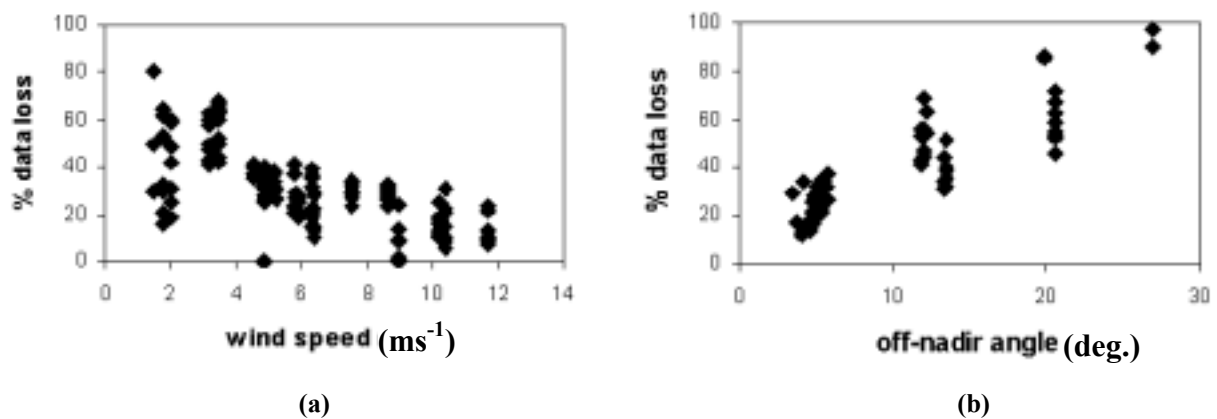 100
80
60
40
20
0
% data loss
0 2 4 6 8 10 12 14
wind speed (ms-1)
(a)
100
80
60
40
20
0
% data loss
0 10 20 30
off-nadir angle (deg.)
(b)